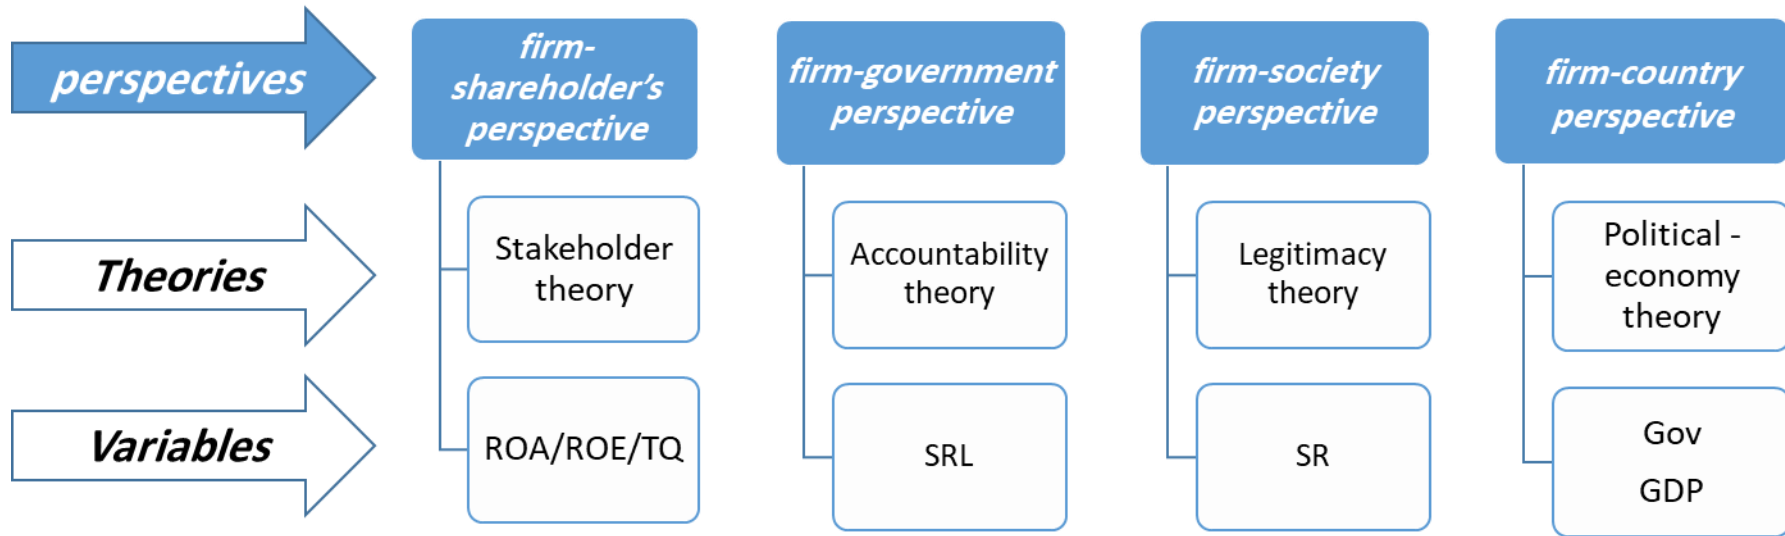 perspectives
firm-
shareholder's
perspective
firm-government
perspective
firm-society
perspective
firm-country
perspective
Theories
Stakeholder
theory
Accountability
theory
Legitimacy
theory
Political -
economy
theory
Variables
ROA/ROE/TQ
SRL
SR
Gov
GDP